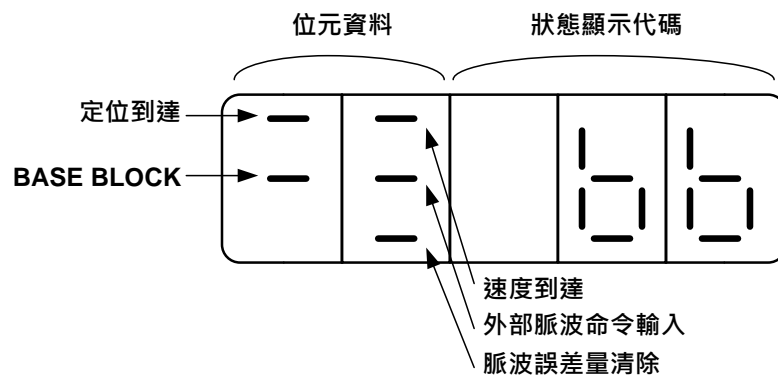 位元資料 狀態顯示代碼
定位到達
BASE BLOCK
bb
速度到達
外部脈波命令輸入
脈波誤差量清除